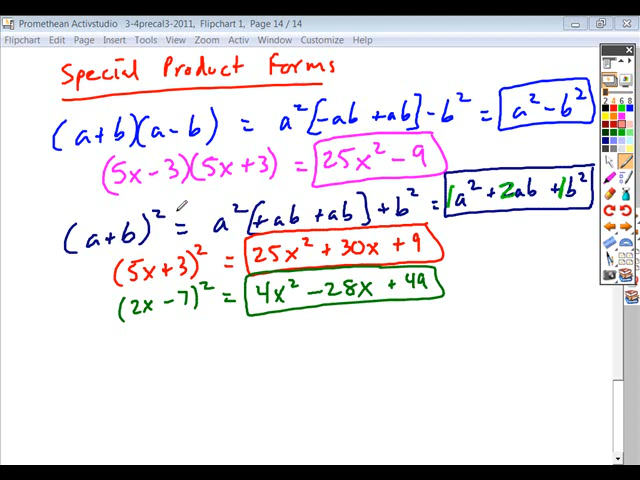 Promethean Activstudio - 3-4precal3-2011, Flipchart 1, Page 14 / 14
Flipchart Edit Insert Tools View Zoom Activ Window Customize Help
Special Product Forms
(a+b)(a-b) = a² [-ab +ab] - b² = a² - b²
(5x - 3)(5x + 3) = 25x² - 9
(a+b)² = a² [+ab +ab] + b² = 1a² + 2ab + 1b²
(5x+3)² = 25x² + 30x + 9
(2x - 7)² = 4x² - 28x + 49